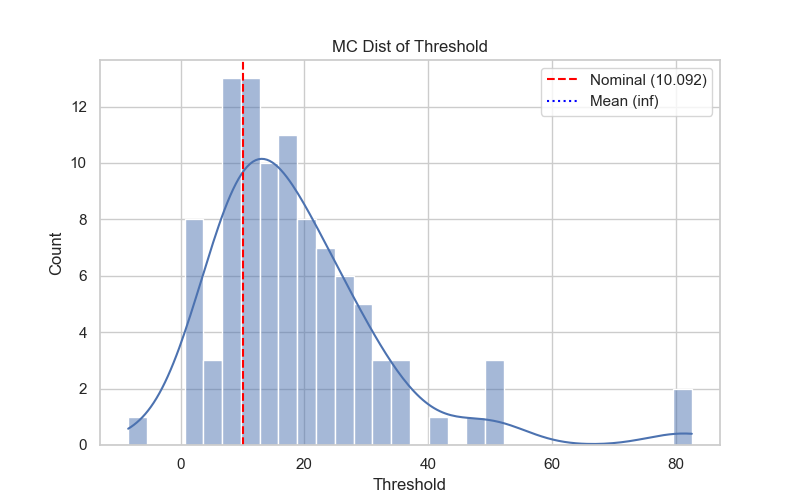 MC Dist of Threshold
Nominal (10.092)
Mean (inf)
12
10
8
6
4
2
0
Count
0 20 40 60 80
Threshold